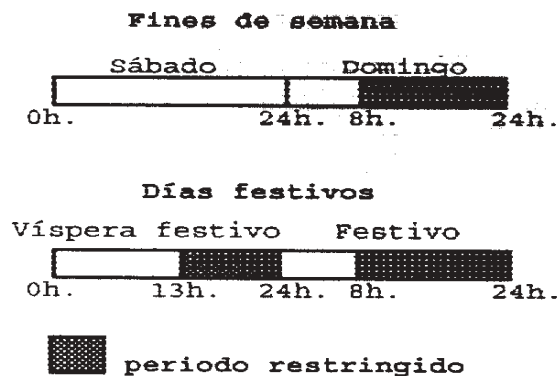 Fines de semana
Sábado Domingo
0h. 24h. 8h. 24h.
Días festivos
Víspera festivo Festivo
0h. 13h. 24h. 8h. 24h.
periodo restringido